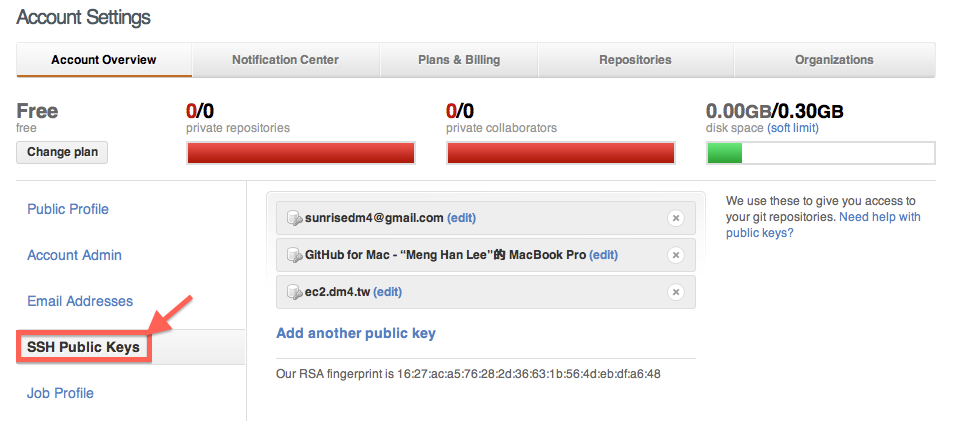 Account Settings
Account Overview
Notification Center
Plans & Billing
Repositories
Organizations
Free
free
Change plan
0/0
private repositories
0/0
private collaborators
0.00GB/0.30GB
disk space (soft limit)
Public Profile
Account Admin
Email Addresses
SSH Public Keys
Job Profile
sunrisedm4@gmail.com (edit)
GitHub for Mac - “Meng Han Lee”的 MacBook Pro (edit)
ec2.dm4.tw (edit)
Add another public key
Our RSA fingerprint is 16:27:ac:a5:76:28:2d:36:63:1b:56:4d:eb:df:a6:48
We use these to give you access to
your git repositories. Need help with
public keys?